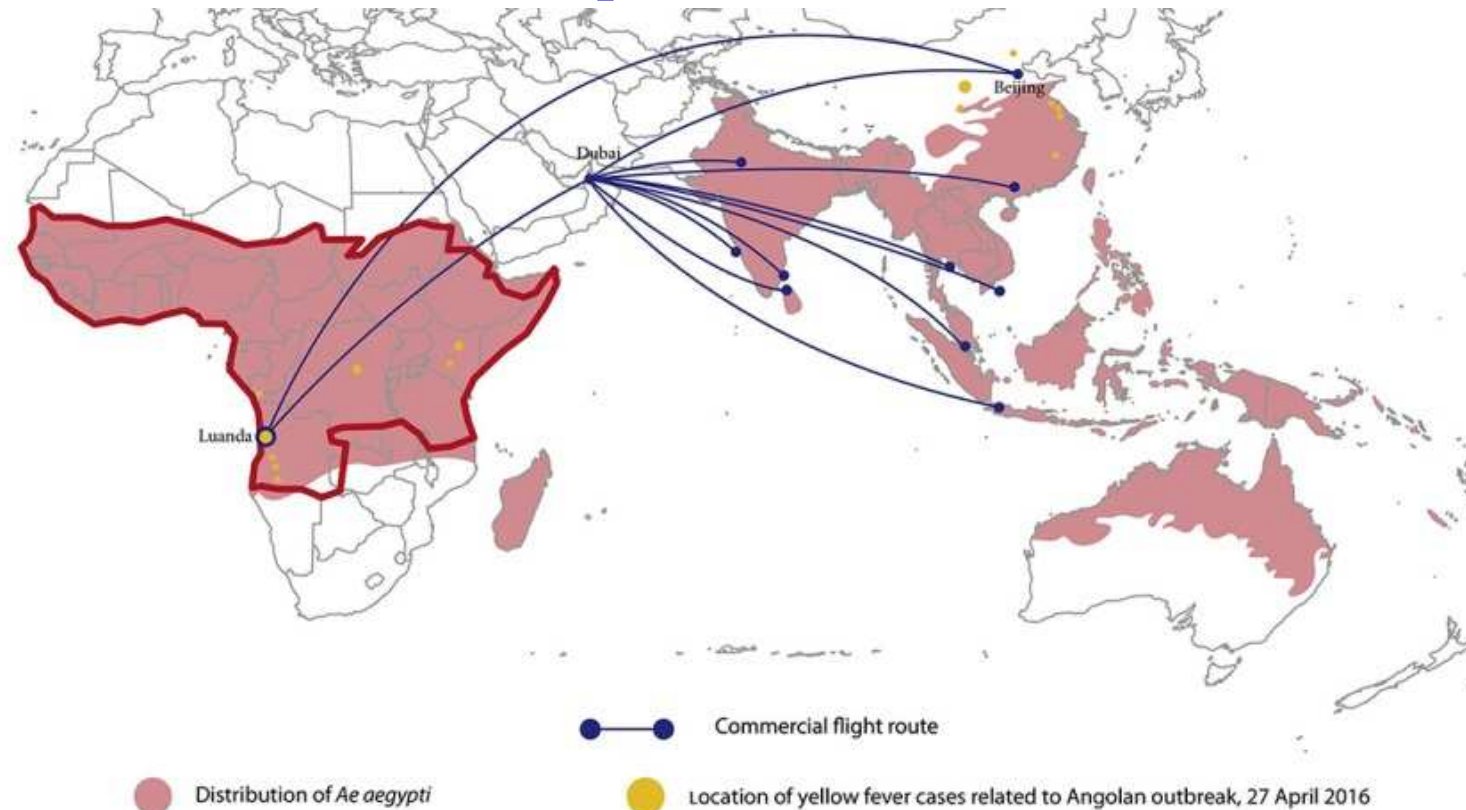 Beijing
Dubai
Luanda
Commercial flight route
Distribution of Ae aegypti
Location of yellow fever cases related to Angolan outbreak, 27 April 2016